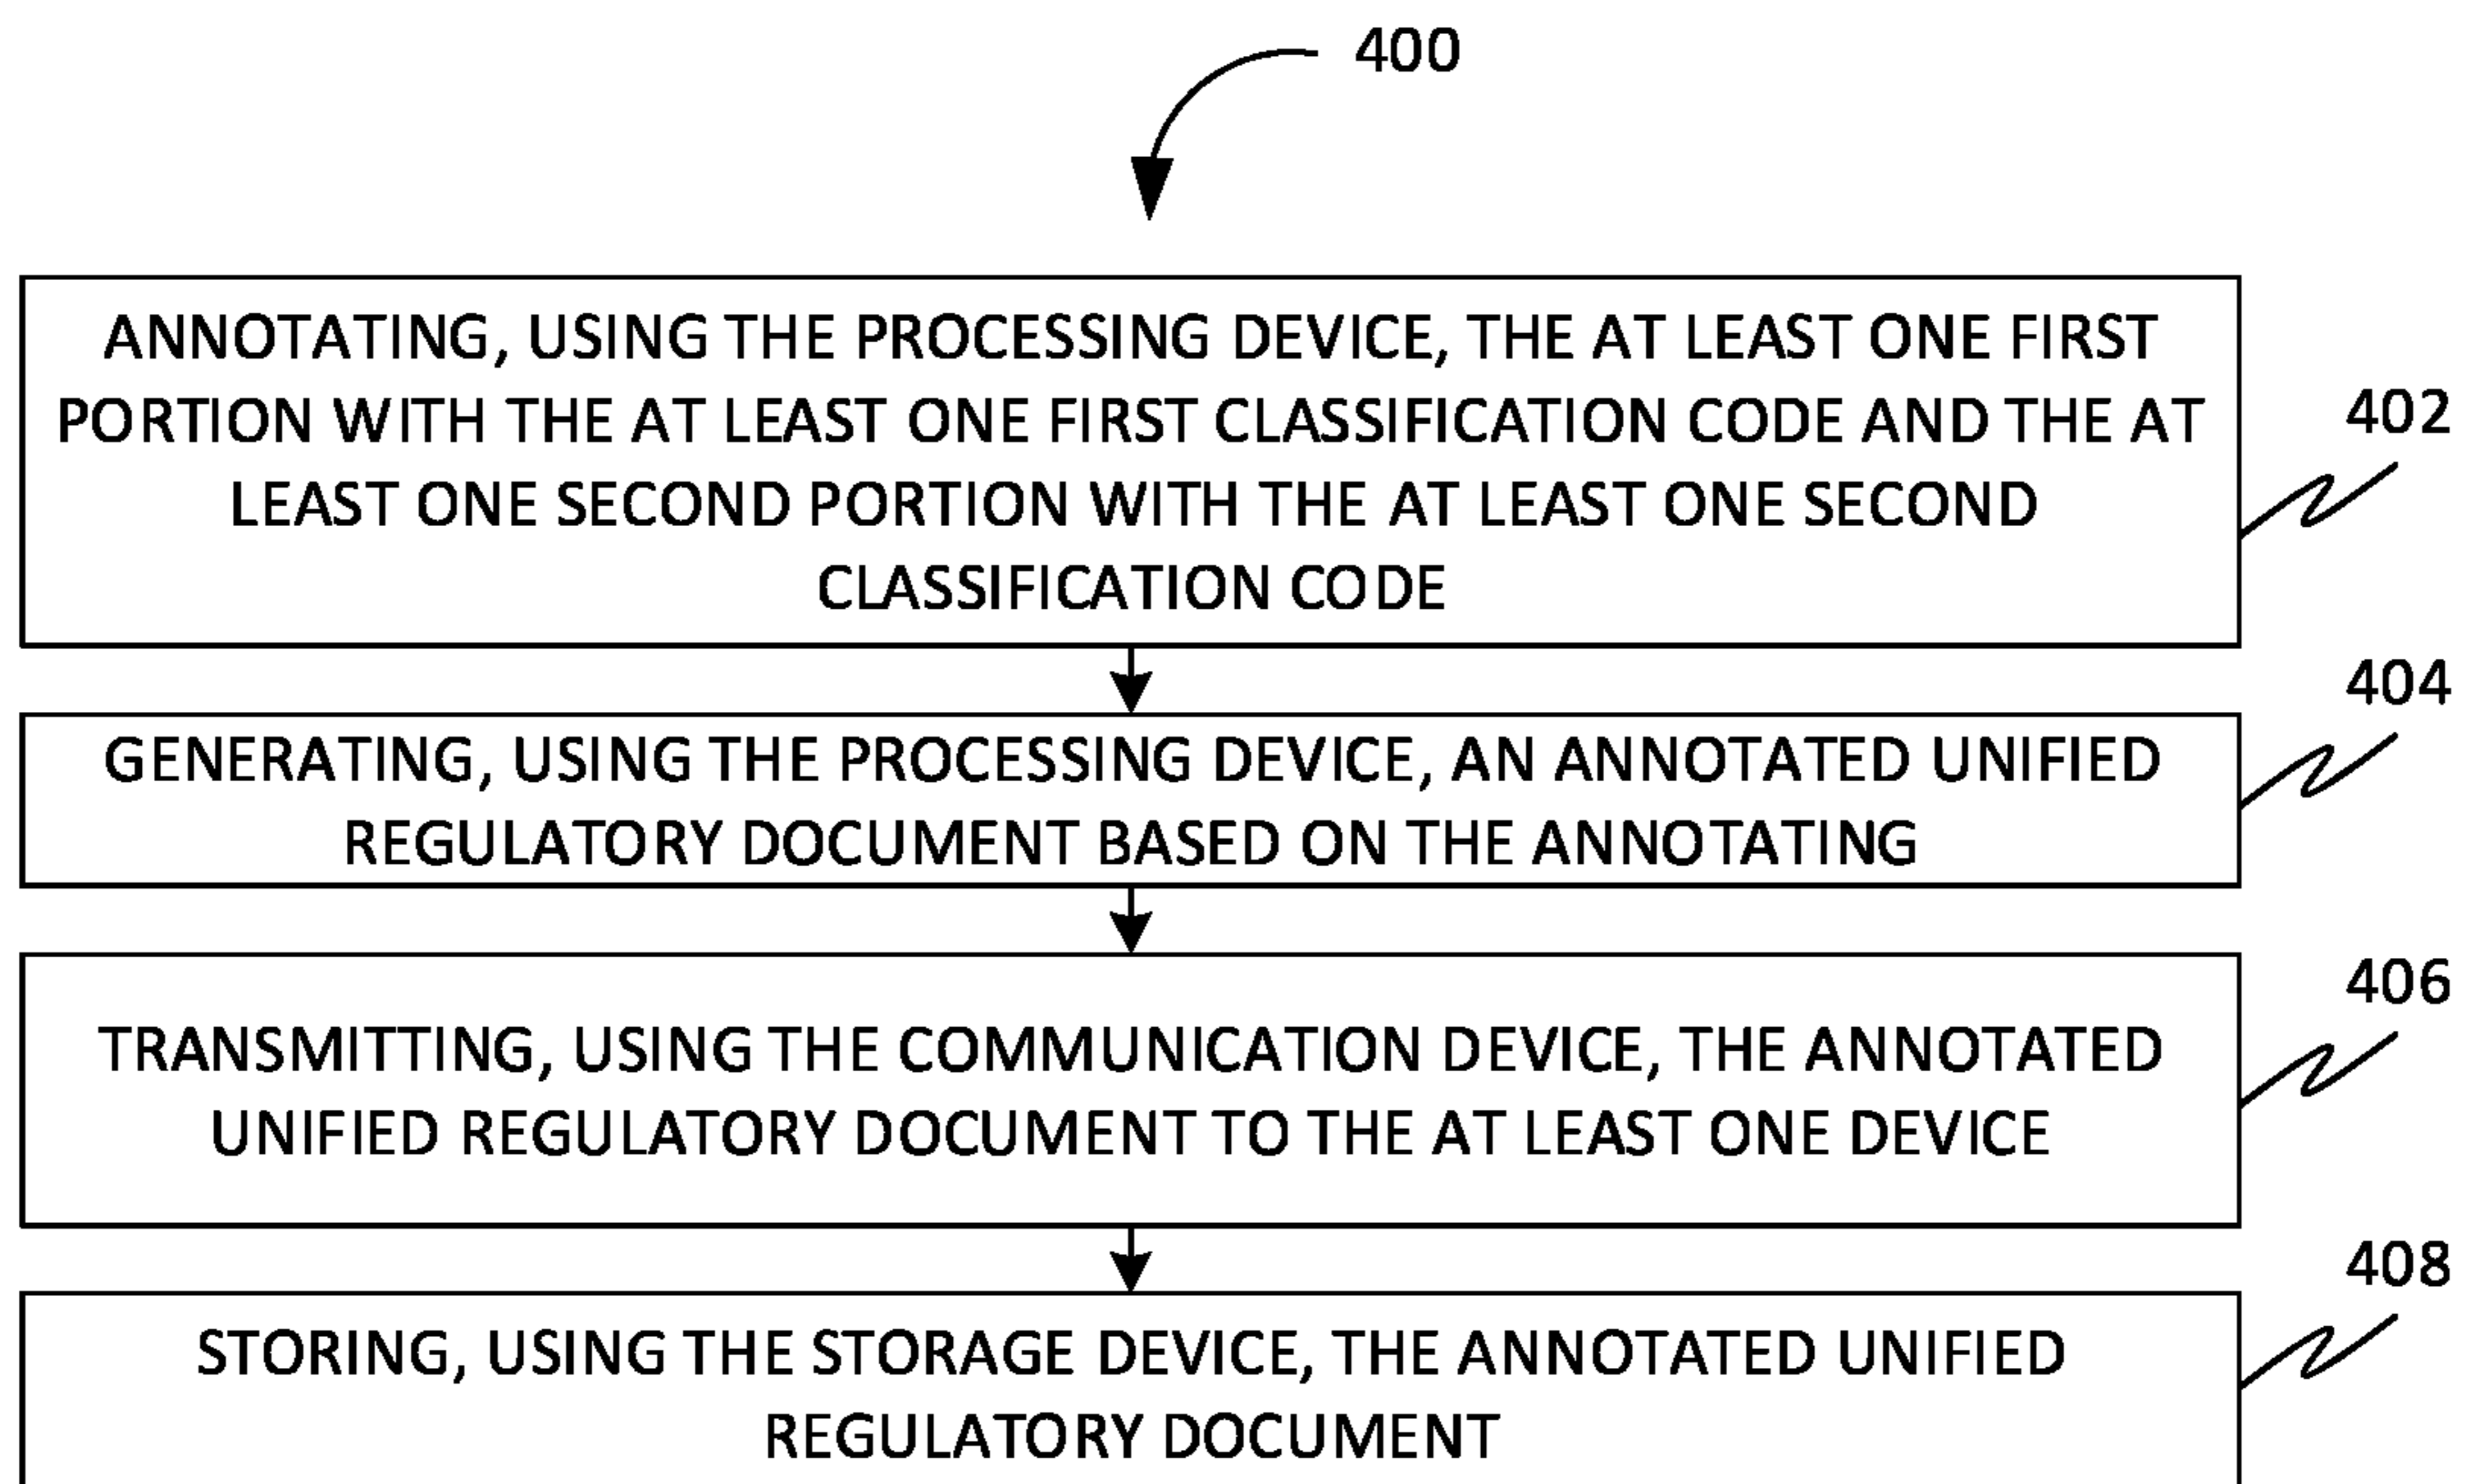 400
ANNOTATING, USING THE PROCESSING DEVICE, THE AT LEAST ONE FIRST
PORTION WITH THE AT LEAST ONE FIRST CLASSIFICATION CODE AND THE AT
LEAST ONE SECOND PORTION WITH THE AT LEAST ONE SECOND
CLASSIFICATION CODE
402
GENERATING, USING THE PROCESSING DEVICE, AN ANNOTATED UNIFIED
REGULATORY DOCUMENT BASED ON THE ANNOTATING
404
TRANSMITTING, USING THE COMMUNICATION DEVICE, THE ANNOTATED
UNIFIED REGULATORY DOCUMENT TO THE AT LEAST ONE DEVICE
406
STORING, USING THE STORAGE DEVICE, THE ANNOTATED UNIFIED
REGULATORY DOCUMENT
408